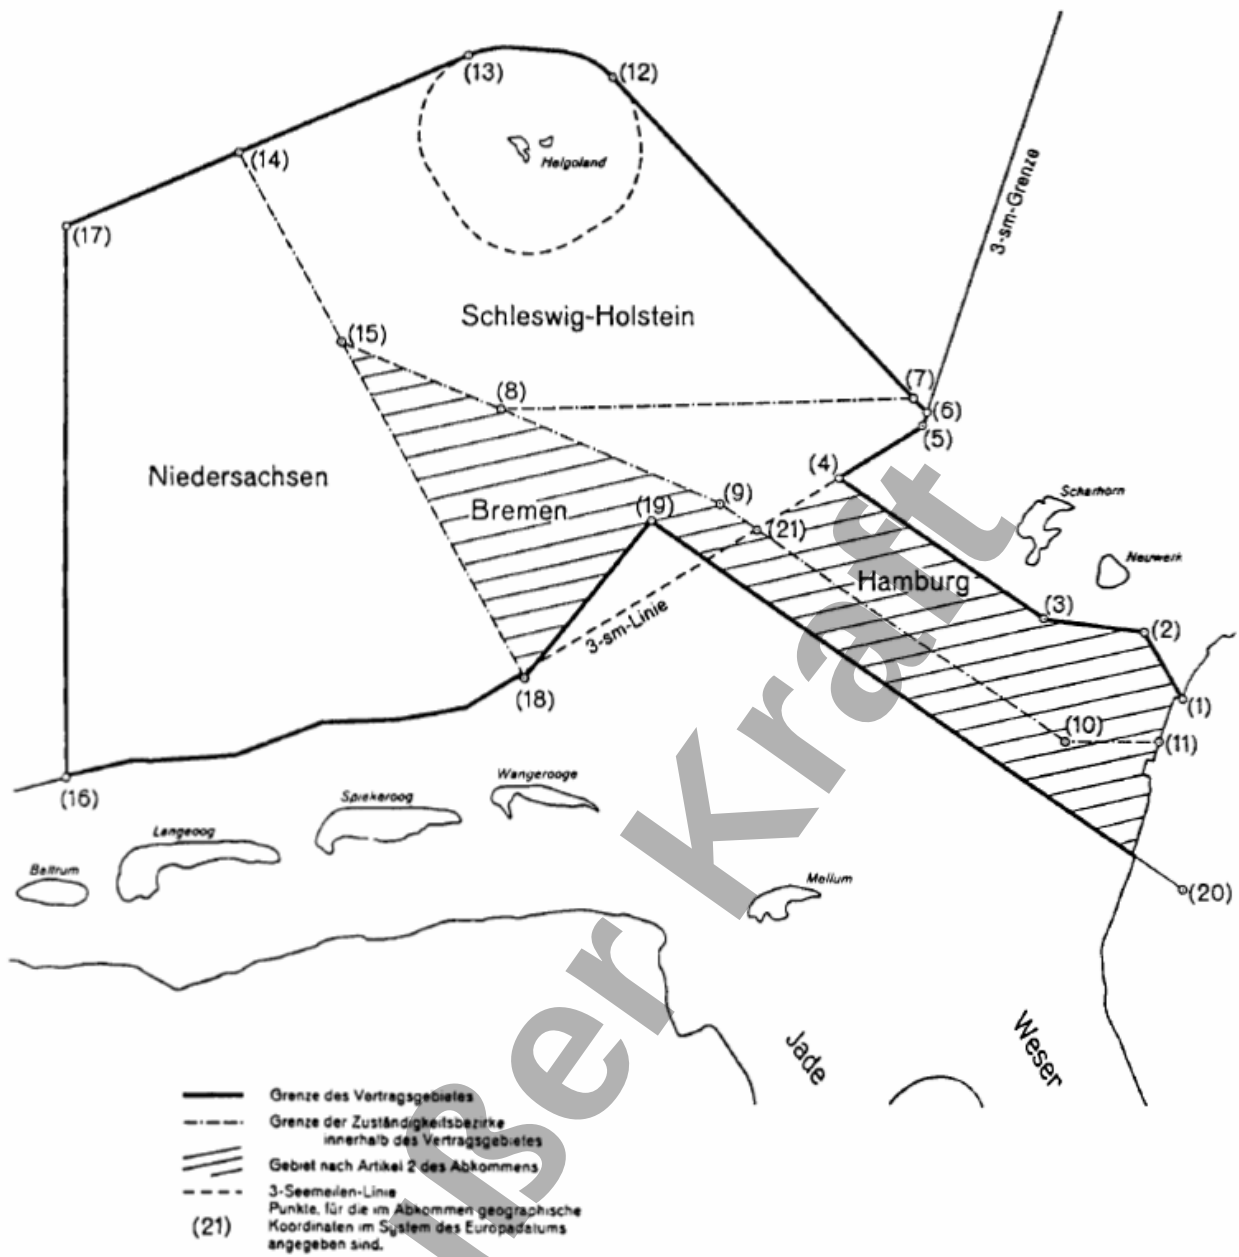 (13)
(12)
(14)
Helgoland
3-sm-Grenze
(17)
Schleswig-Holstein
(15)
(7)
(8)
(6)
(5)
(4)
Niedersachsen
Bremen
(19)
(9)
(21)
Scharhörn
Neuwerk
Hamburg
3-sm-Linie
(3)
(2)
(18)
(1)
(10)
(11)
(16)
Wangerooge
Spiekeroog
Langeoog
Baltrum
Mellum
(20)
Jade
Weser
Grenze des Vertragsgebietes
Grenze der Zuständigkeitsbezirke
innerhalb des Vertragsgebietes
Gebiet nach Artikel 2 des Abkommens
3-Seemeilen-Linie
(21) Punkte, für die im Abkommen geographische
Koordinaten im System des Europadatums
angegeben sind.
ßer Kraft